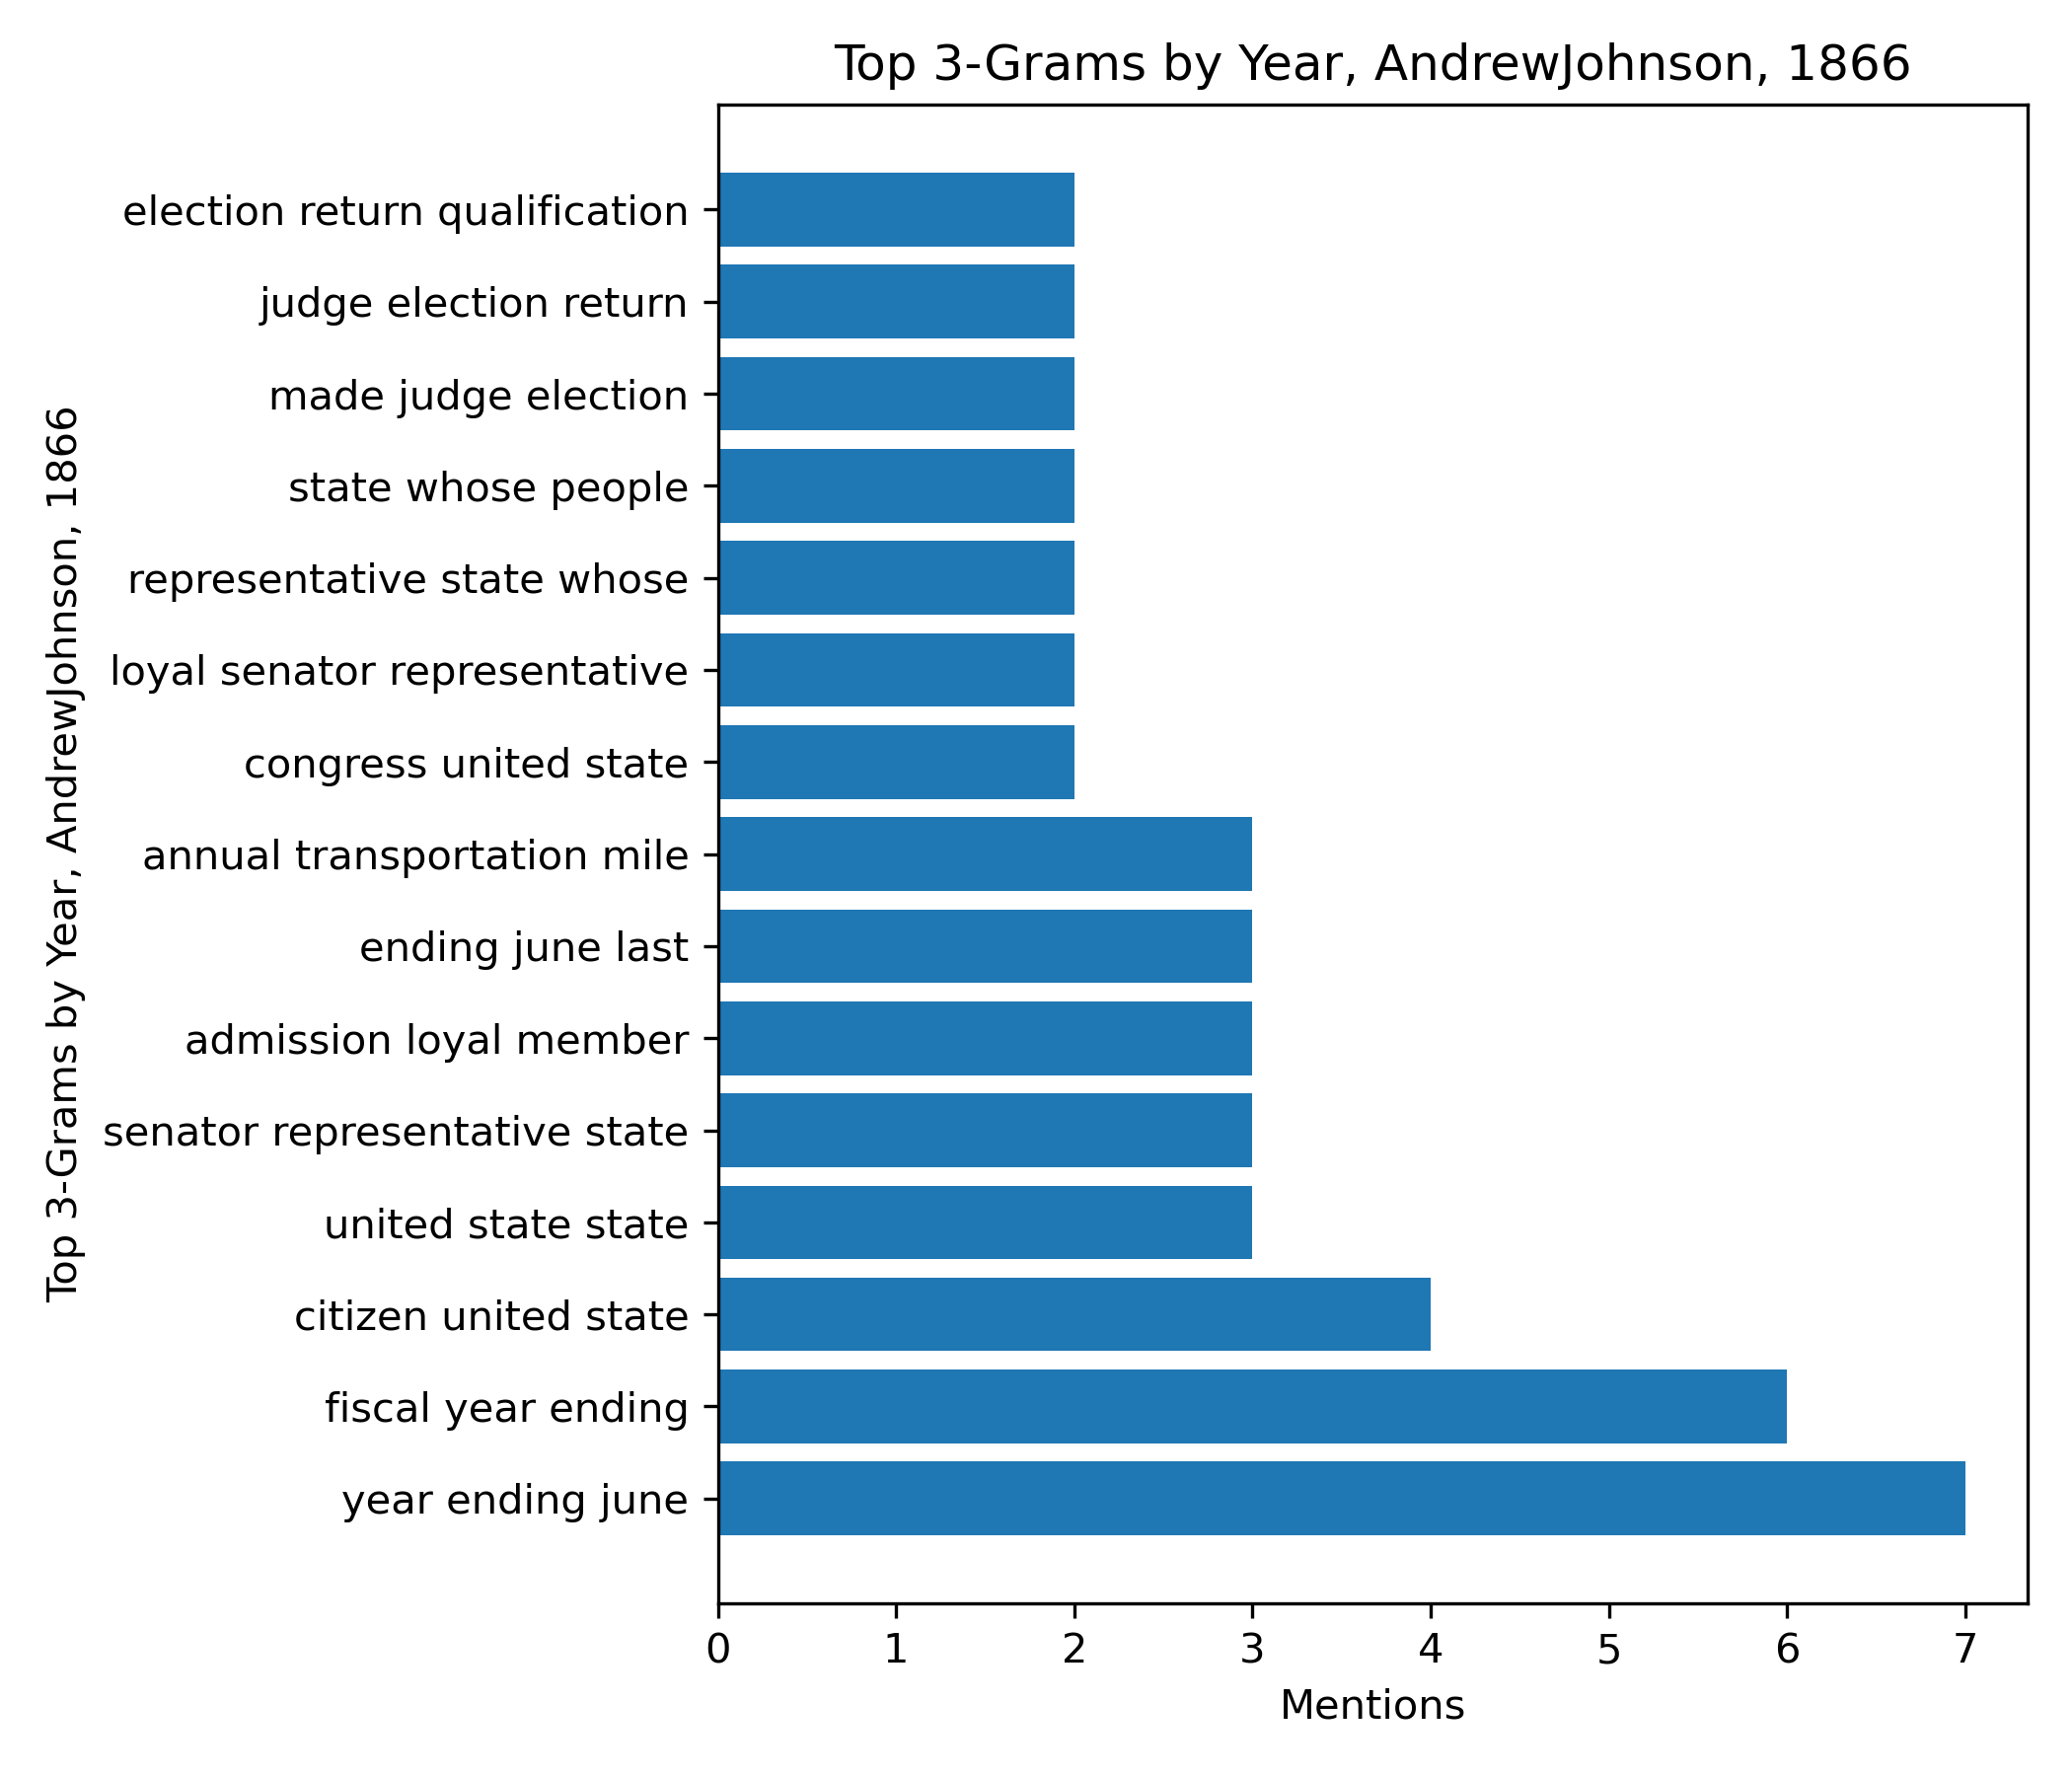 Top 3-Grams by Year, AndrewJohnson, 1866
Top 3-Grams by Year, AndrewJohnson, 1866
election return qualification
judge election return
made judge election
state whose people
representative state whose
loyal senator representative
congress united state
annual transportation mile
ending june last
admission loyal member
senator representative state
united state state
citizen united state
fiscal year ending
year ending june
0 1 2 3 4 5 6 7
Mentions